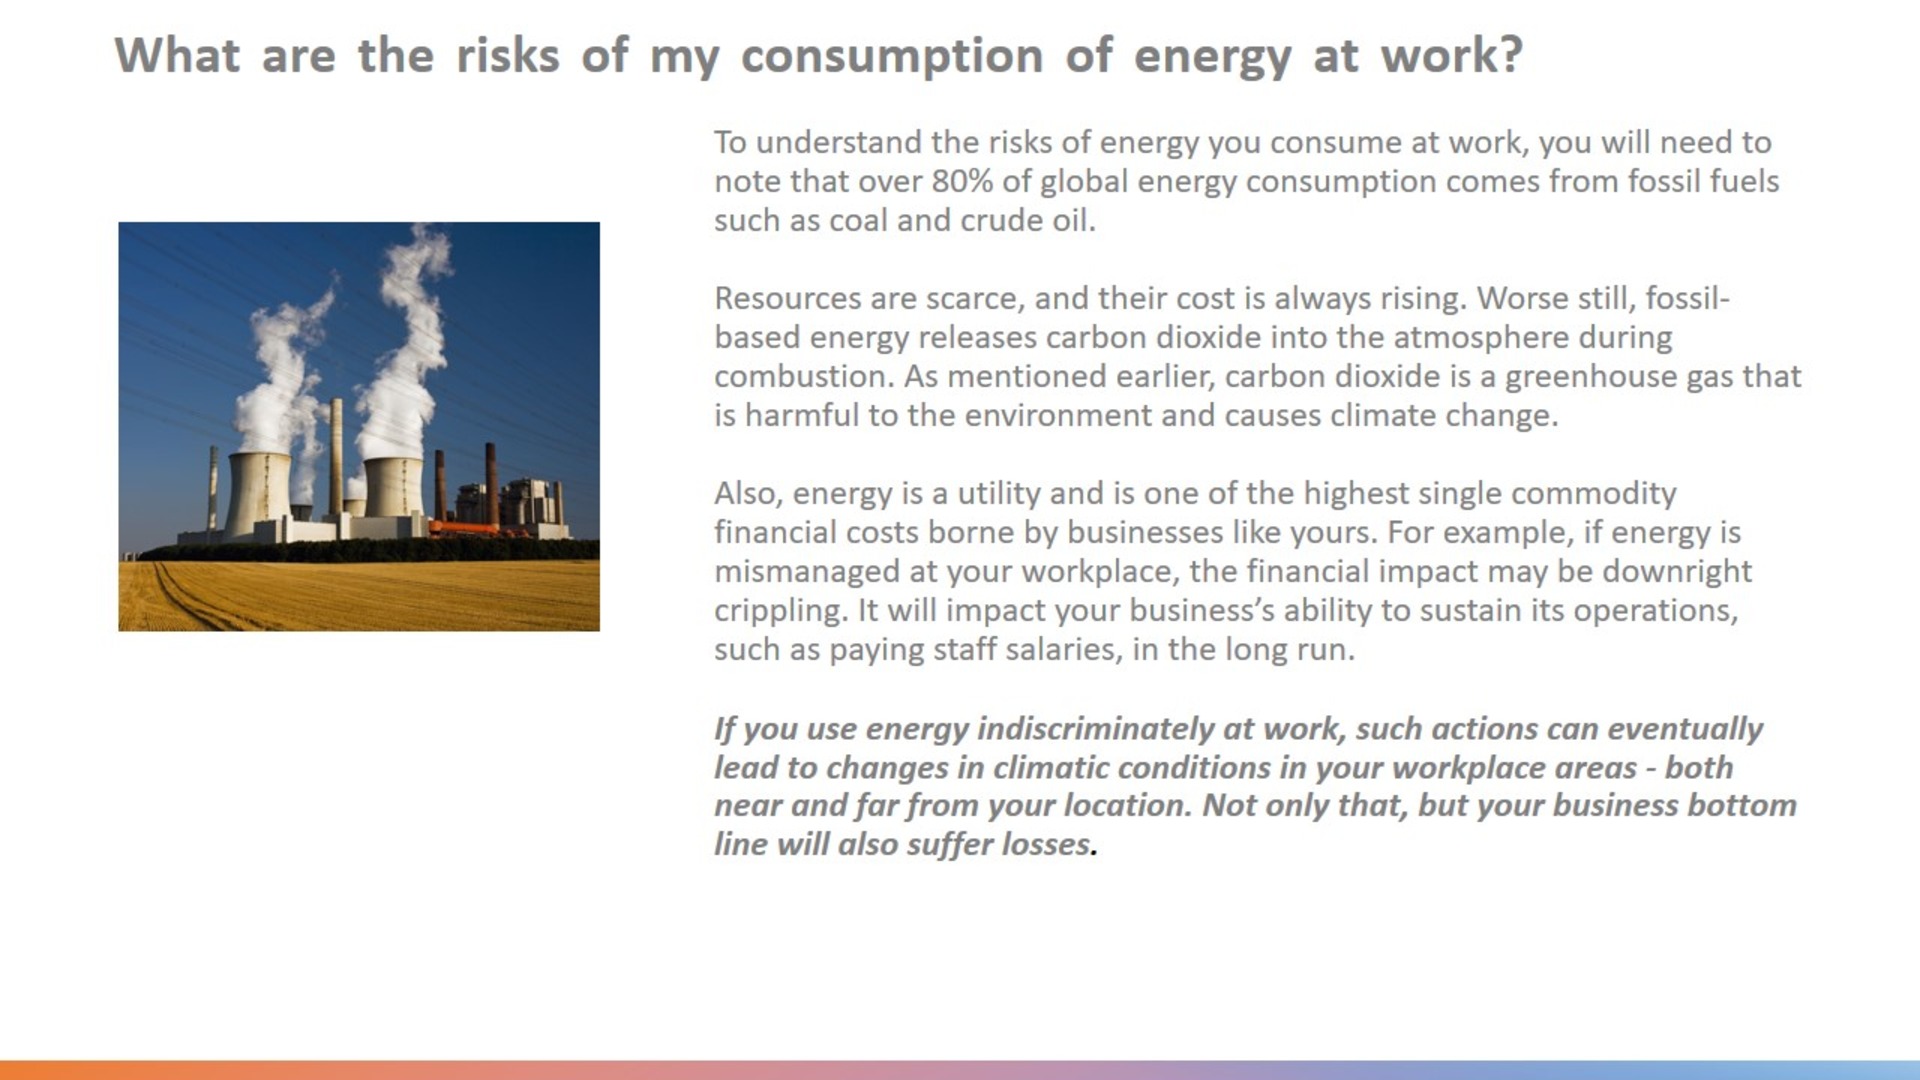 What are the risks of my consumption of energy at work?
To understand the risks of energy you consume at work, you will need to
note that over 80% of global energy consumption comes from fossil fuels
such as coal and crude oil.
Resources are scarce, and their cost is always rising. Worse still, fossil-
based energy releases carbon dioxide into the atmosphere during
combustion. As mentioned earlier, carbon dioxide is a greenhouse gas that
is harmful to the environment and causes climate change.
Also, energy is a utility and is one of the highest single commodity
financial costs borne by businesses like yours. For example, if energy is
mismanaged at your workplace, the financial impact may be downright
crippling. It will impact your business’s ability to sustain its operations,
such as paying staff salaries, in the long run.
If you use energy indiscriminately at work, such actions can eventually
lead to changes in climatic conditions in your workplace areas - both
near and far from your location. Not only that, but your business bottom
line will also suffer losses.